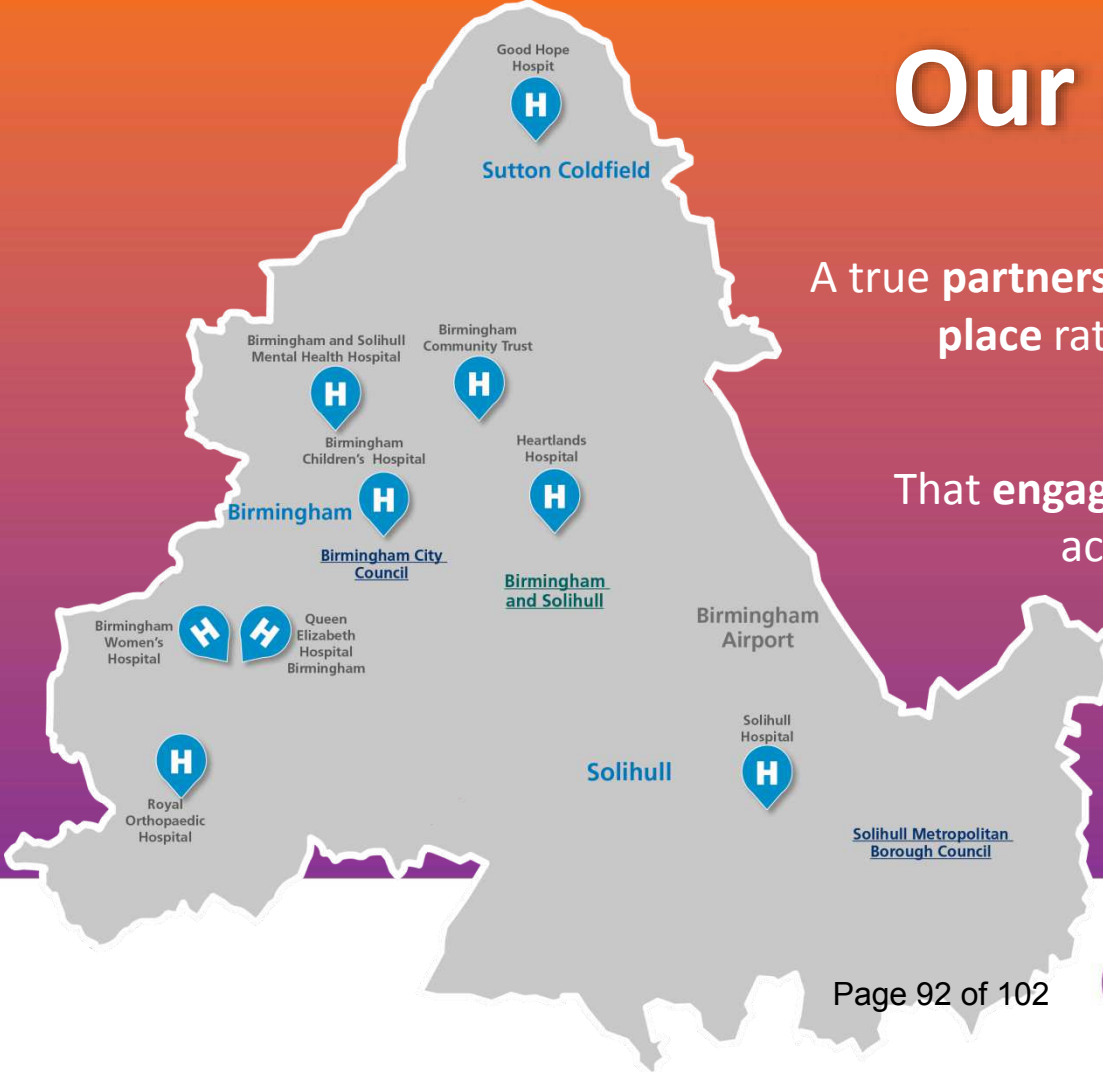 Our
A true partners
place rat
That engag
ac
Good Hope
Hospit
H
Sutton Coldfield
Birmingham and Solihull
Mental Health Hospital
H
Birmingham
Community Trust
H
Birmingham
Children's Hospital
H
Birmingham
Birmingham City
Council
Heartlands
Hospital
H
Birmingham
and Solihull
Birmingham
Airport
Birmingham
Women's
Hospital
H
H
Queen
Elizabeth
Hospital
Birmingham
Royal
Orthopaedic
Hospital
H
Solihull
Hospital
H
Solihull
Solihull Metropolitan
Borough Council
Page 92 of 102